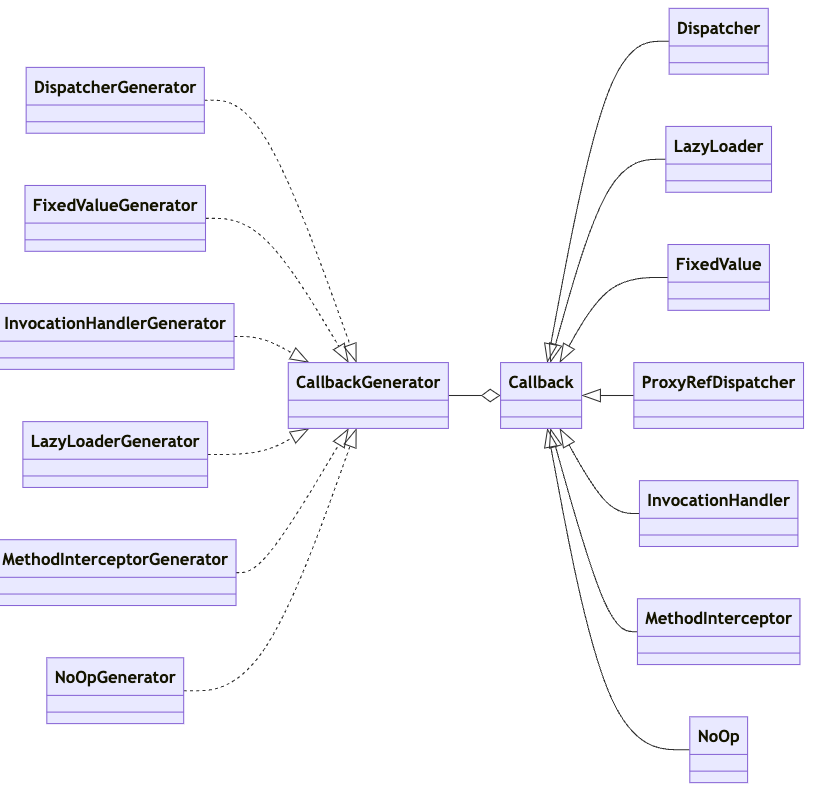 Dispatcher
DispatcherGenerator
LazyLoader
FixedValueGenerator
FixedValue
InvocationHandlerGenerator
CallbackGenerator
Callback
ProxyRefDispatcher
LazyLoaderGenerator
InvocationHandler
MethodInterceptorGenerator
MethodInterceptor
NoOpGenerator
NoOp